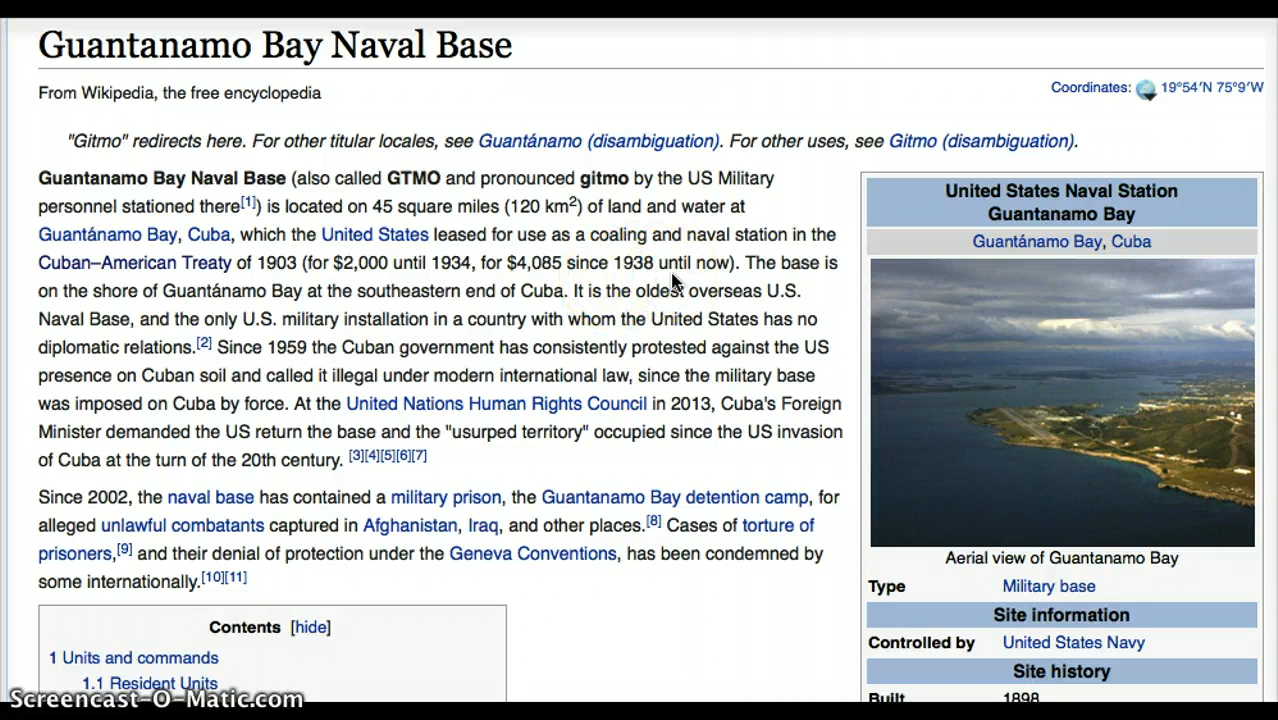 Guantanamo Bay Naval Base
From Wikipedia, the free encyclopedia
Coordinates: 19°54′N 75°9′W
"Gitmo" redirects here. For other titular locales, see Guantánamo (disambiguation). For other uses, see Gitmo (disambiguation).
Guantanamo Bay Naval Base (also called GTMO and pronounced gitmo by the US Military
personnel stationed there[1]) is located on 45 square miles (120 km2) of land and water at
Guantánamo Bay, Cuba, which the United States leased for use as a coaling and naval station in the
Cuban–American Treaty of 1903 (for $2,000 until 1934, for $4,085 since 1938 until now). The base is
on the shore of Guantánamo Bay at the southeastern end of Cuba. It is the oldest overseas U.S.
Naval Base, and the only U.S. military installation in a country with whom the United States has no
diplomatic relations.[2] Since 1959 the Cuban government has consistently protested against the US
presence on Cuban soil and called it illegal under modern international law, since the military base
was imposed on Cuba by force. At the United Nations Human Rights Council in 2013, Cuba's Foreign
Minister demanded the US return the base and the "usurped territory" occupied since the US invasion
of Cuba at the turn of the 20th century. [3][4][5][6][7]
Since 2002, the naval base has contained a military prison, the Guantanamo Bay detention camp, for
alleged unlawful combatants captured in Afghanistan, Iraq, and other places.[8] Cases of torture of
prisoners,[9] and their denial of protection under the Geneva Conventions, has been condemned by
some internationally.[10][11]
Contents [hide]
1 Units and commands
1.1 Resident Units
United States Naval Station
Guantanamo Bay
Guantánamo Bay, Cuba
Aerial view of Guantanamo Bay
Type Military base
Site information
Controlled by United States Navy
Site history
Built 1898
Screencast-O-Matic.com